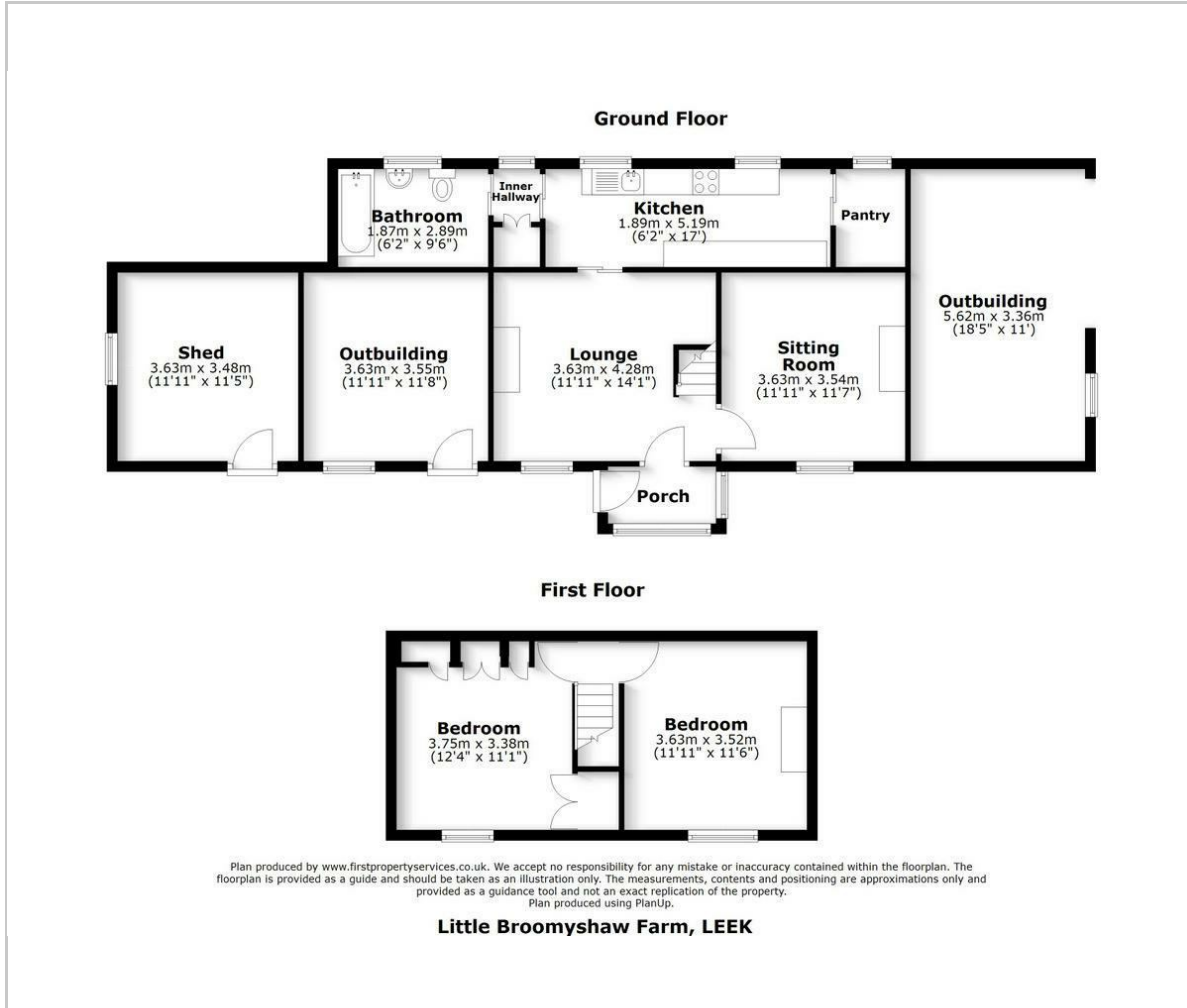 Ground Floor
Bathroom
1.87m x 2.89m
(6'2" x 9'6")
Inner
Hallway
Kitchen
1.89m x 5.19m
(6'2" x 17')
Pantry
Shed
3.63m x 3.48m
(11'11" x 11'5")
Outbuilding
3.63m x 3.55m
(11'11" x 11'8")
Lounge
3.63m x 4.28m
(11'11" x 14'1")
Sitting
Room
3.63m x 3.54m
(11'11" x 11'7")
Outbuilding
5.62m x 3.36m
(18'5" x 11')
Porch
First Floor
Bedroom
3.75m x 3.38m
(12'4" x 11'1")
Bedroom
3.63m x 3.52m
(11'11" x 11'6")
Plan produced by www.firstpropertyservices.co.uk. We accept no responsibility for any mistake or inaccuracy contained within the floorplan. The
floorplan is provided as a guide and should be taken as an illustration only. The measurements, contents and positioning are approximations only and
provided as a guidance tool and not an exact replication of the property.
Plan produced using PlanUp.
Little Broomyshaw Farm, LEEK